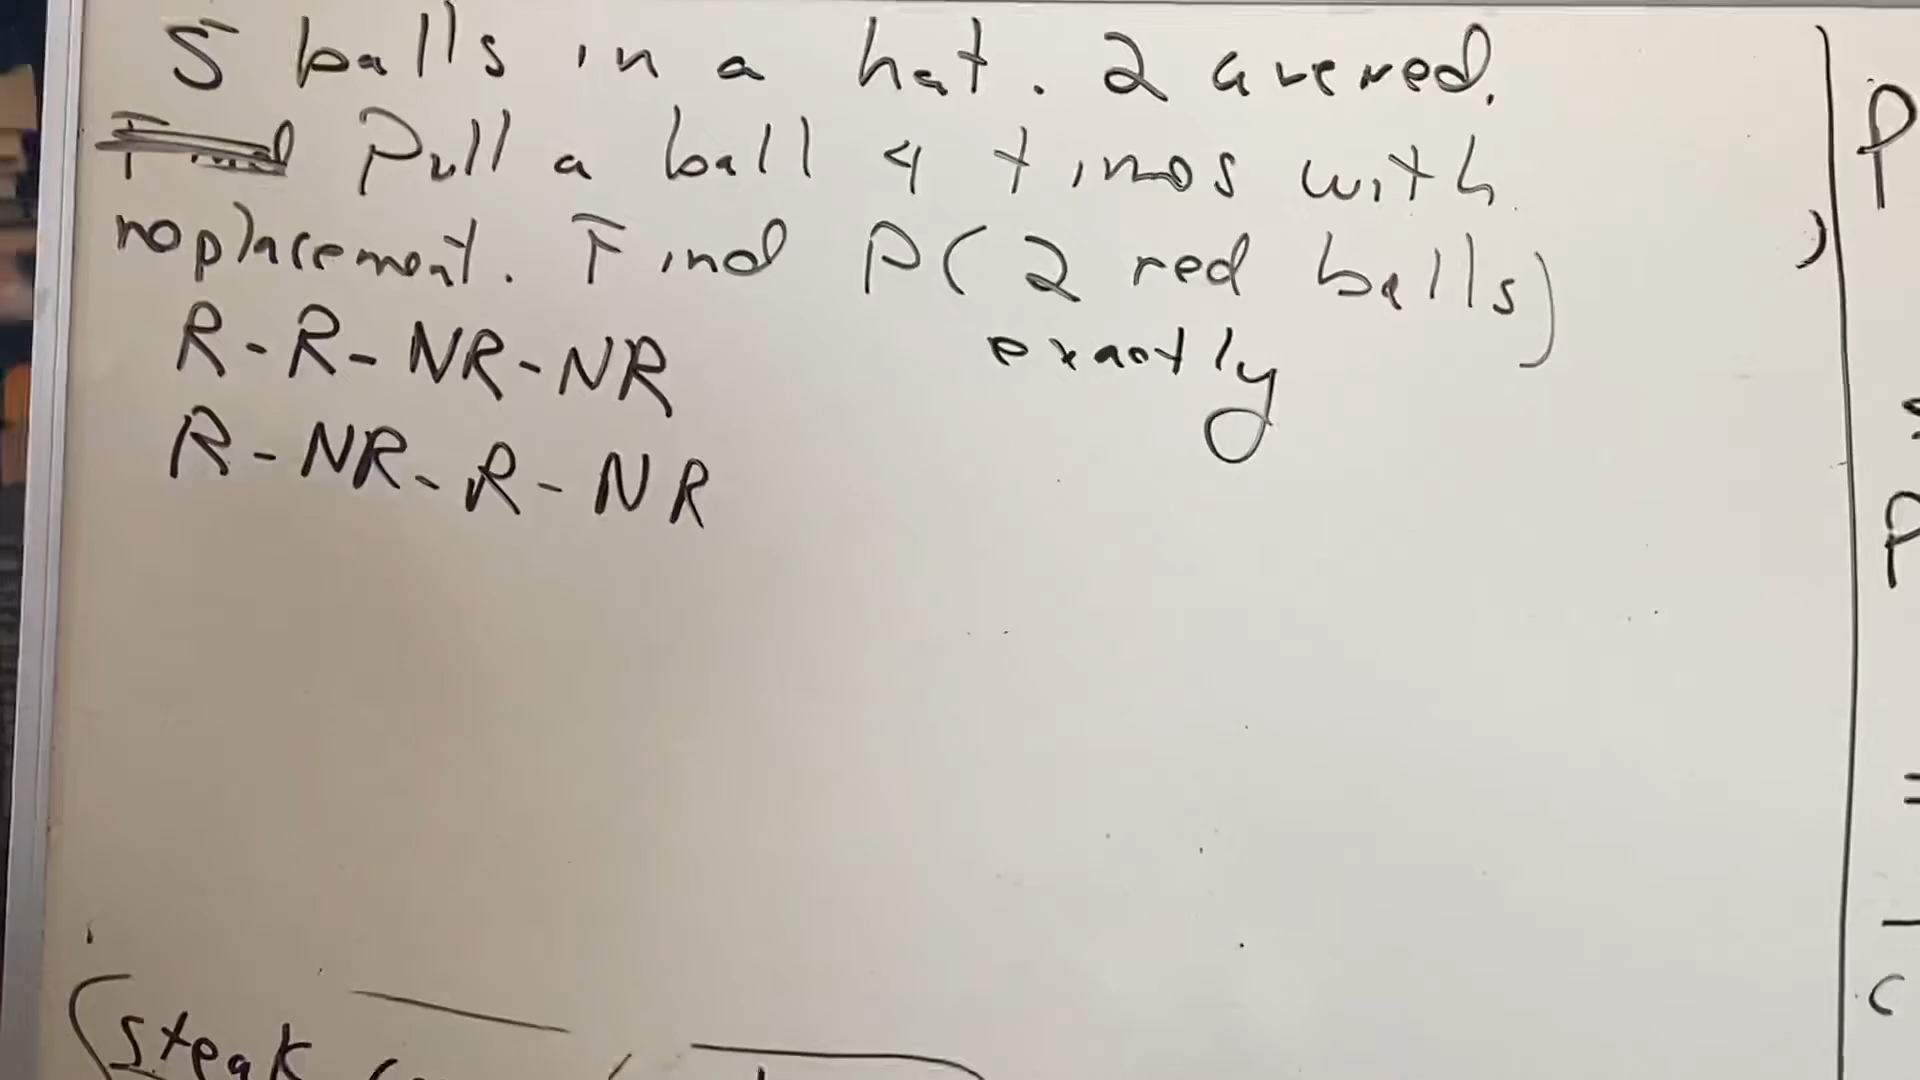 5 balls in a hat. 2 are red.
Pull a ball 4 times with
replacement. Find P(2 red balls)
exactly
R-R-NR-NR
R-NR-R-NR
steak
P
)
P
=